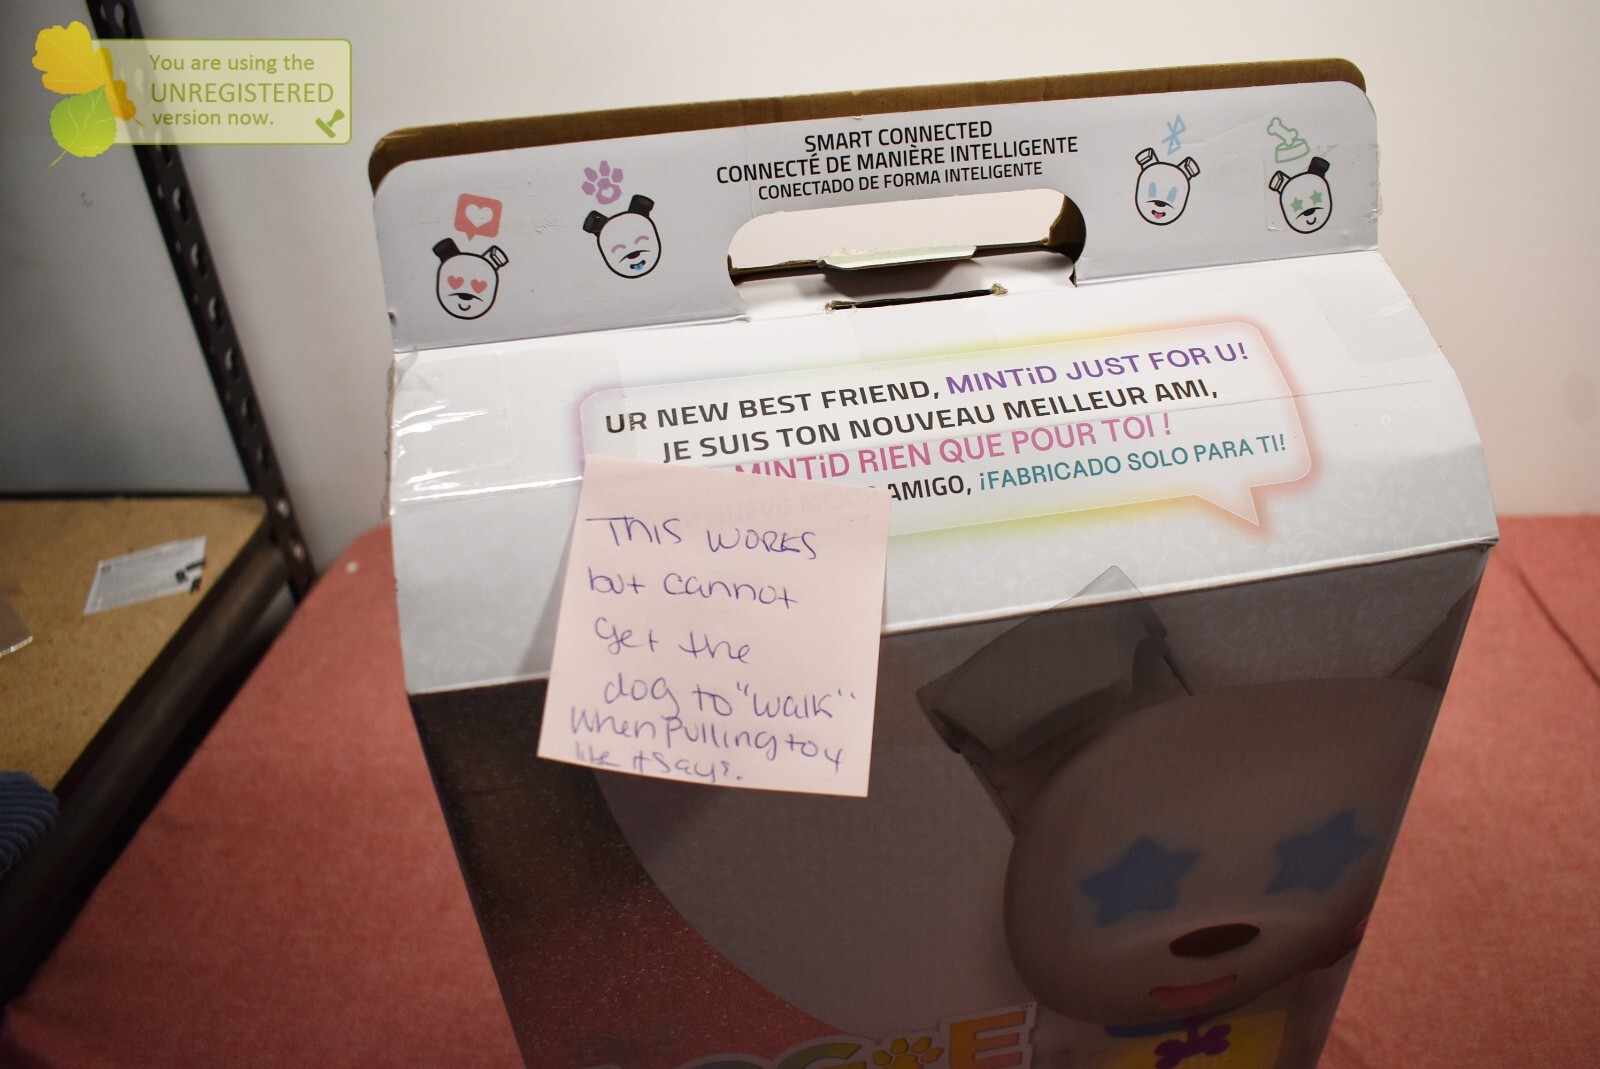 You are using the
UNREGISTERED
version now.
SMART CONNECTED
CONNECTÉ DE MANIÈRE INTELLIGENTE
CONECTADO DE FORMA INTELIGENTE
UR NEW BEST FRIEND, MINTiD JUST FOR U!
JE SUIS TON NOUVEAU MEILLEUR AMI,
MINTiD RIEN QUE POUR TOI !
AMIGO, ¡FABRICADO SOLO PARA TI!
THIS WORKS
but cannot
get the
dog to "walk"
when pulling toy
like it says.